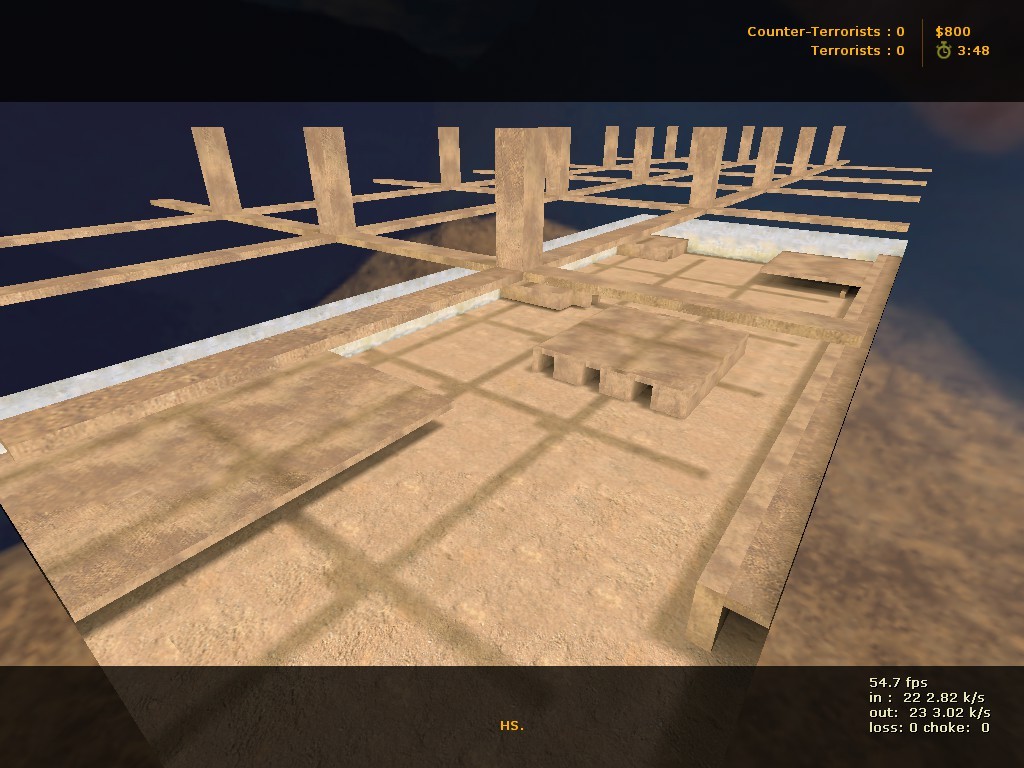 Counter-Terrorists : 0 $800
Terrorists : 0 3:48
54.7 fps
in : 22 2.82 k/s
out: 23 3.02 k/s
loss: 0 choke: 0
HS.